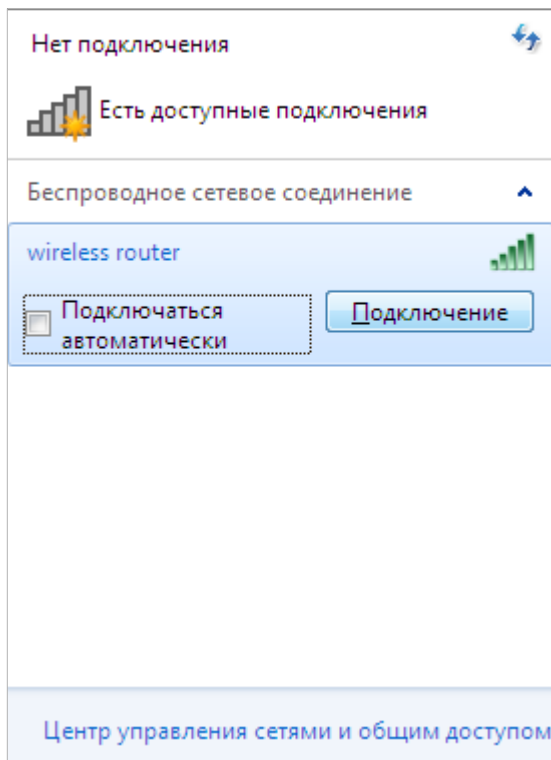 Нет подключения
Есть доступные подключения
Беспроводное сетевое соединение
wireless router
Подключаться
автоматически
Подключение
Центр управления сетями и общим доступом